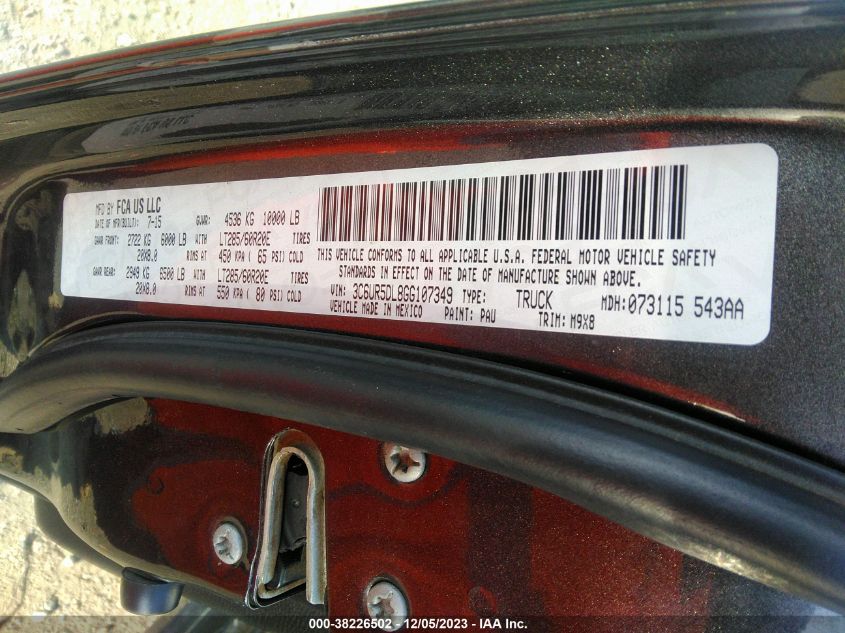 MFD BY FCA US LLC
DATE OF MFR(BUILT): 7-15 GVWR: 4536 KG 10000 LB
GAWR FRONT: 2722 KG 6000 LB WITH LT285/60R20E TIRES
20X8.0 RIMS AT 450 KPA ( 65 PSI) COLD
GAWR REAR: 2949 KG 6500 LB WITH LT285/60R20E TIRES
20X8.0 RIMS AT 550 KPA ( 80 PSI) COLD
THIS VEHICLE CONFORMS TO ALL APPLICABLE U.S.A. FEDERAL MOTOR VEHICLE SAFETY
STANDARDS IN EFFECT ON THE DATE OF MANUFACTURE SHOWN ABOVE.
VIN: 3C6UR5DL8GG107349 TYPE: TRUCK MDH:073115 543AA
VEHICLE MADE IN MEXICO PAINT: PAU TRIM: M9X8
000-38226502 - 12/05/2023 - IAA Inc.